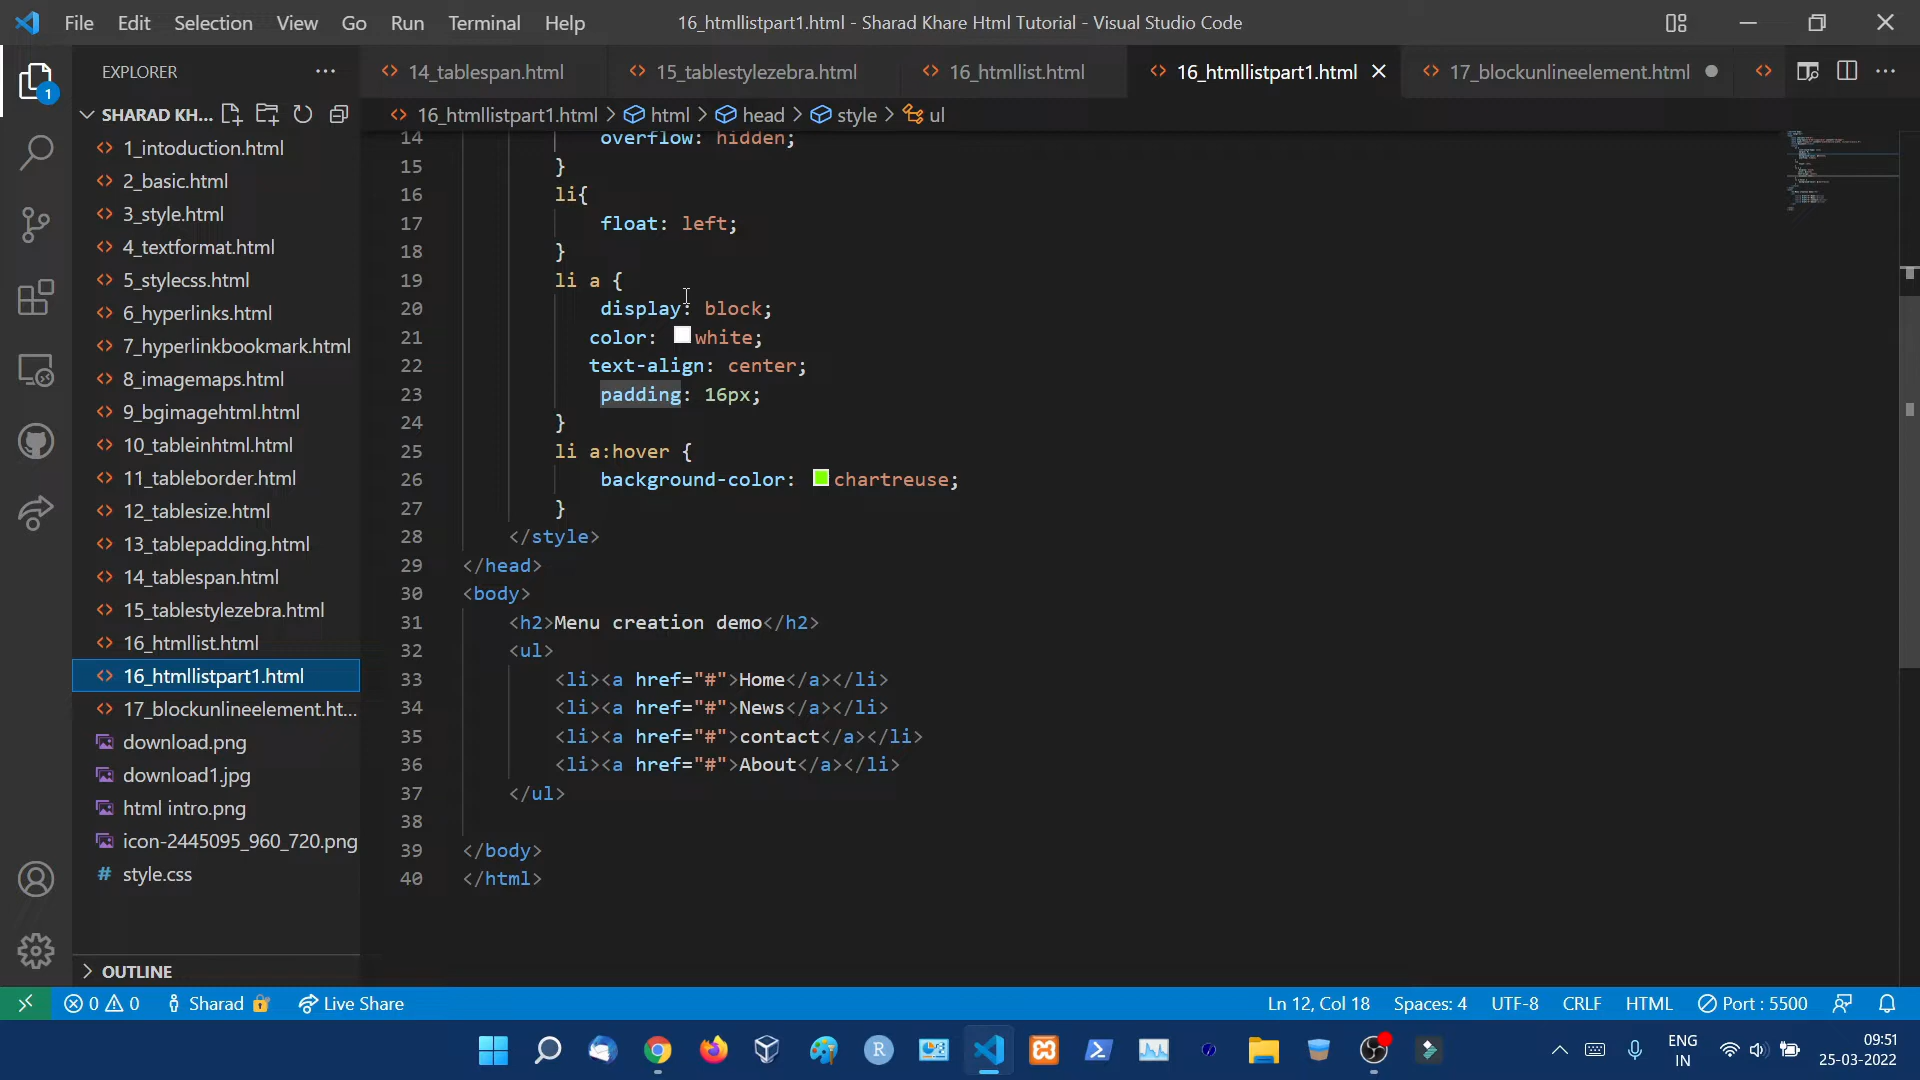 File Edit Selection View Go Run Terminal Help
16_htmllistpart1.html - Sharad Khare Html Tutorial - Visual Studio Code
EXPLORER
14_tablespan.html
15_tablestylezebra.html
16_htmllist.html
16_htmllistpart1.html
17_blockunlineelement.html
16_htmllistpart1.html > html > head > style > ul
1
SHARAD KH...
1_intoduction.html
2_basic.html
3_style.html
4_textformat.html
5_stylecss.html
6_hyperlinks.html
7_hyperlinkbookmark.html
8_imagemaps.html
9_bgimagehtml.html
10_tableinhtml.html
11_tableborder.html
12_tablesize.html
13_tablepadding.html
14_tablespan.html
15_tablestylezebra.html
16_htmllist.html
16_htmllistpart1.html
17_blockunlineelement.ht...
download.png
download1.jpg
html intro.png
icon-2445095_960_720.png
# style.css
OUTLINE
14 overflow: hidden;
15 }
16 li{
17 float: left;
18 }
19 li a {
20 display: block;
21 color: white;
22 text-align: center;
23 padding: 16px;
24 }
25 li a:hover {
26 background-color: chartreuse;
27 }
28 </style>
29 </head>
30 <body>
31 <h2>Menu creation demo</h2>
32 <ul>
33 <li><a href="#">Home</a></li>
34 <li><a href="#">News</a></li>
35 <li><a href="#">contact</a></li>
36 <li><a href="#">About</a></li>
37 </ul>
38
39 </body>
40 </html>
0 0 Sharad Live Share
Ln 12, Col 18 Spaces: 4 UTF-8 CRLF HTML Port : 5500
R
ENG
IN
09:51
25-03-2022